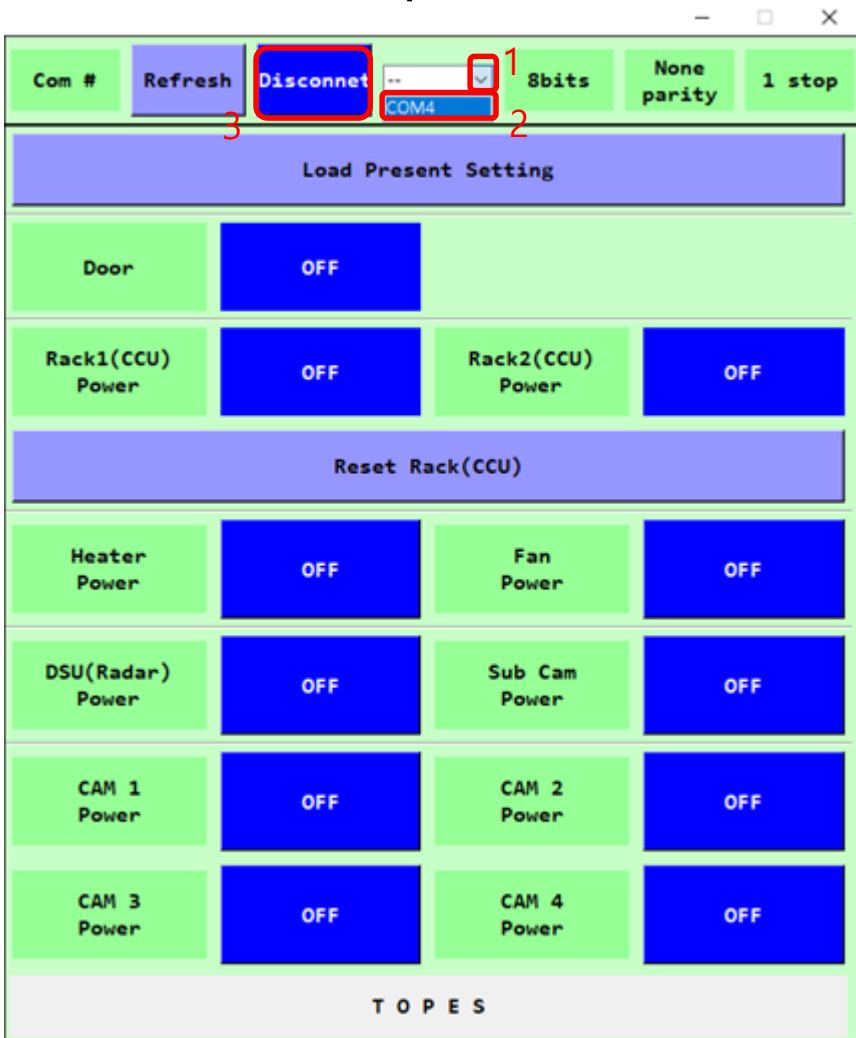 Com #
Refresh
Disconnet
--
1
8bits
None
parity
1 stop
COM4
2
3
Load Present Setting
Door
OFF
Rack1(CCU)
Power
OFF
Rack2(CCU)
Power
OFF
Reset Rack(CCU)
Heater
Power
OFF
Fan
Power
OFF
DSU(Radar)
Power
OFF
Sub Cam
Power
OFF
CAM 1
Power
OFF
CAM 2
Power
OFF
CAM 3
Power
OFF
CAM 4
Power
OFF
T O P E S